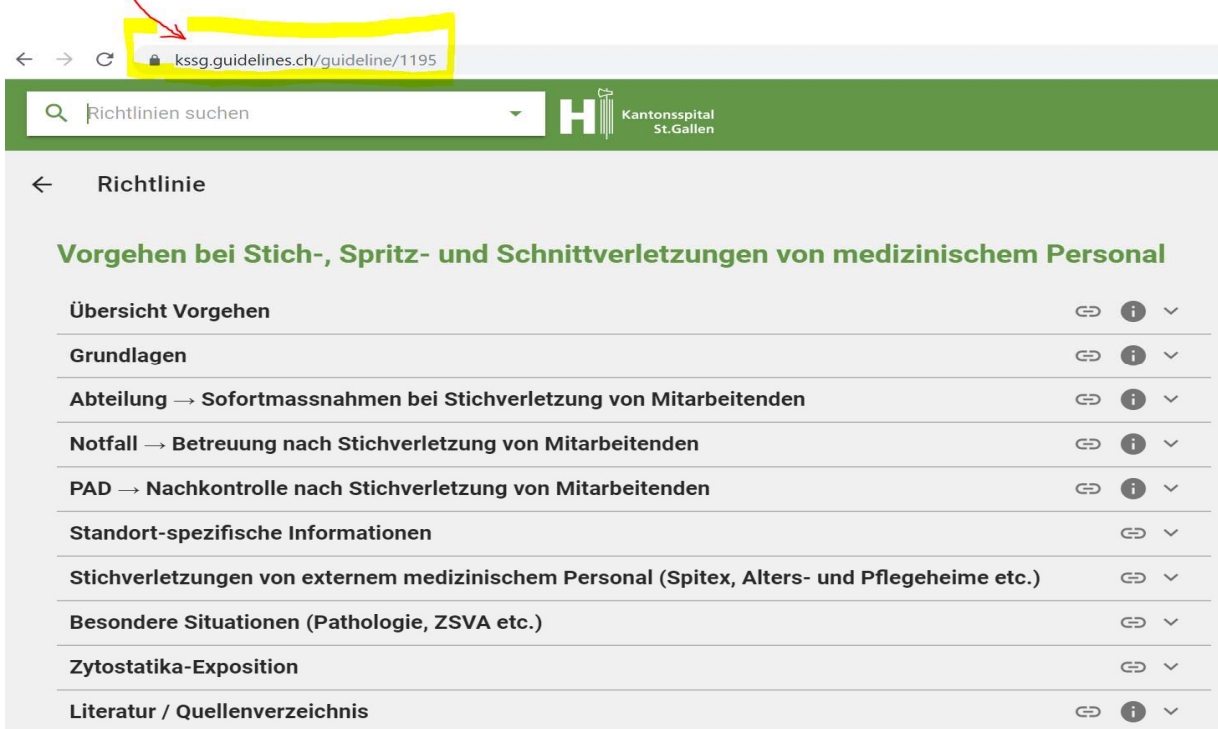 kssg.guidelines.ch/guideline/1195
Richtlinien suchen
H Kantonsspital
St.Gallen
Richtlinie
Vorgehen bei Stich-, Spritz- und Schnittverletzungen von medizinischem Personal
Übersicht Vorgehen
Grundlagen
Abteilung → Sofortmassnahmen bei Stichverletzung von Mitarbeitenden
Notfall → Betreuung nach Stichverletzung von Mitarbeitenden
PAD → Nachkontrolle nach Stichverletzung von Mitarbeitenden
Standort-spezifische Informationen
Stichverletzungen von externem medizinischem Personal (Spitex, Alters- und Pflegeheime etc.)
Besondere Situationen (Pathologie, ZSVA etc.)
Zytostatika-Exposition
Literatur / Quellenverzeichnis